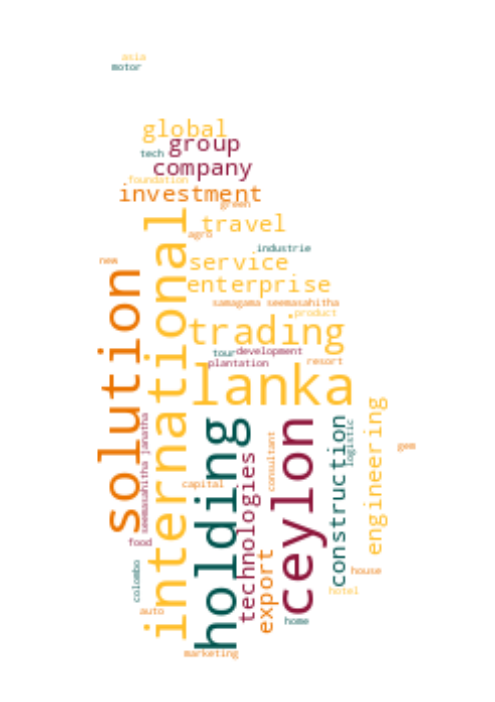 asia
motor
global
group
tech
company
foundation
investment
green
international
travel
agro
industrie
service
new
solution
enterprise
samagama seemasahitha
product
trading
tour
development
plantation
resort
lanka
engineering
seemasahitha janatha
holding
ceylon
construction
logistic
consultant
gem
technologies
capital
food
export
colombo
house
hotel
auto
home
marketing